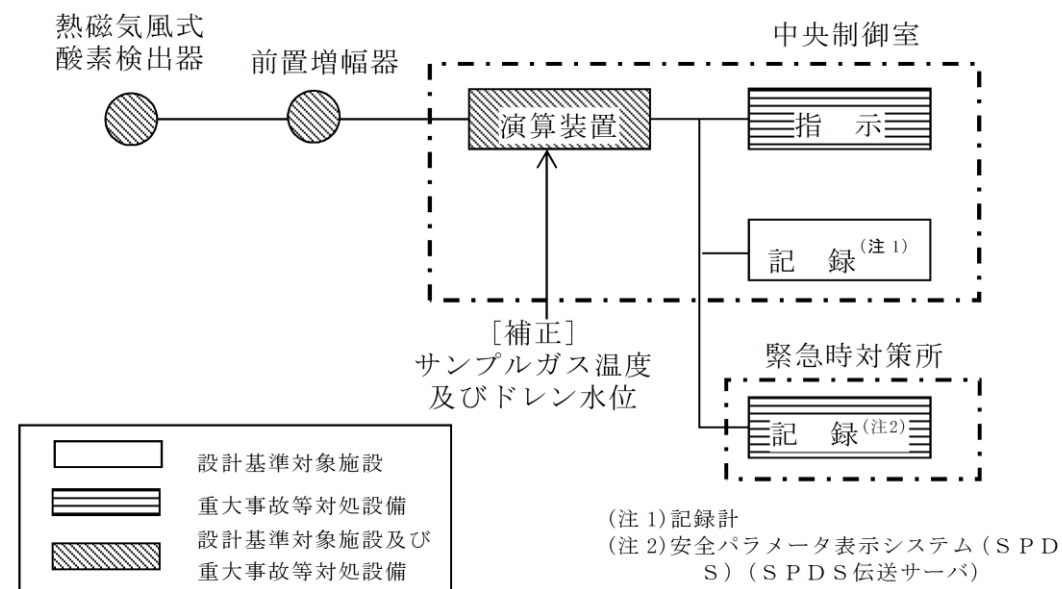 熱磁気風式
酸素検出器
前置増幅器
中央制御室
演算装置
指　示
記　録(注1)
[補正]
サンプルガス温度
及びドレン水位
緊急時対策所
記　録(注2)
設計基準対象施設
重大事故等対処設備
設計基準対象施設及び
重大事故等対処設備
(注 1)記録計
(注 2)安全パラメータ表示システム(ＳＰＤ
Ｓ)(ＳＰＤＳ伝送サーバ)